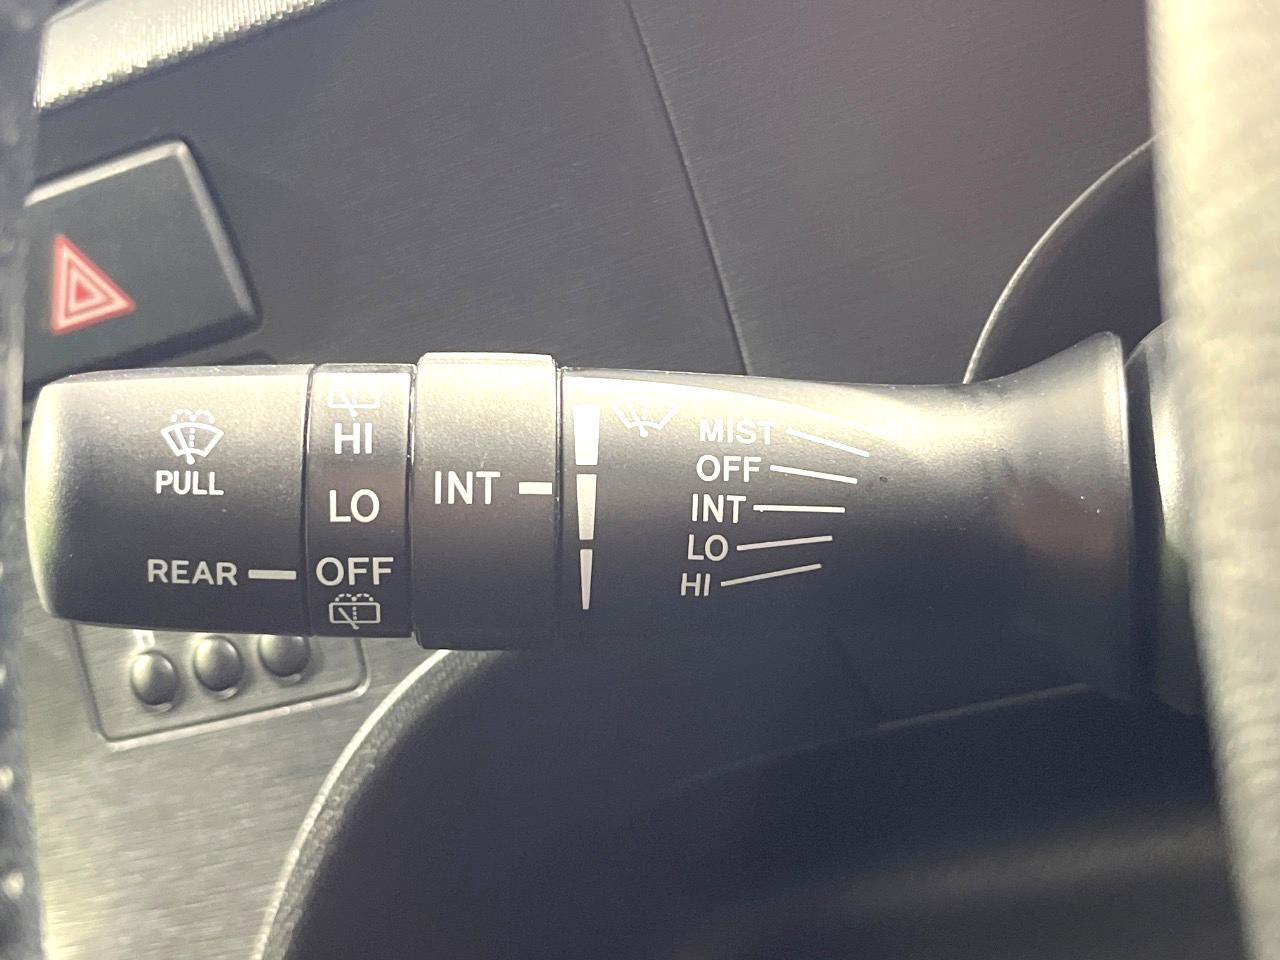 PULL
REAR
HI
LO
OFF
INT
MIST
OFF
INT
LO
HI